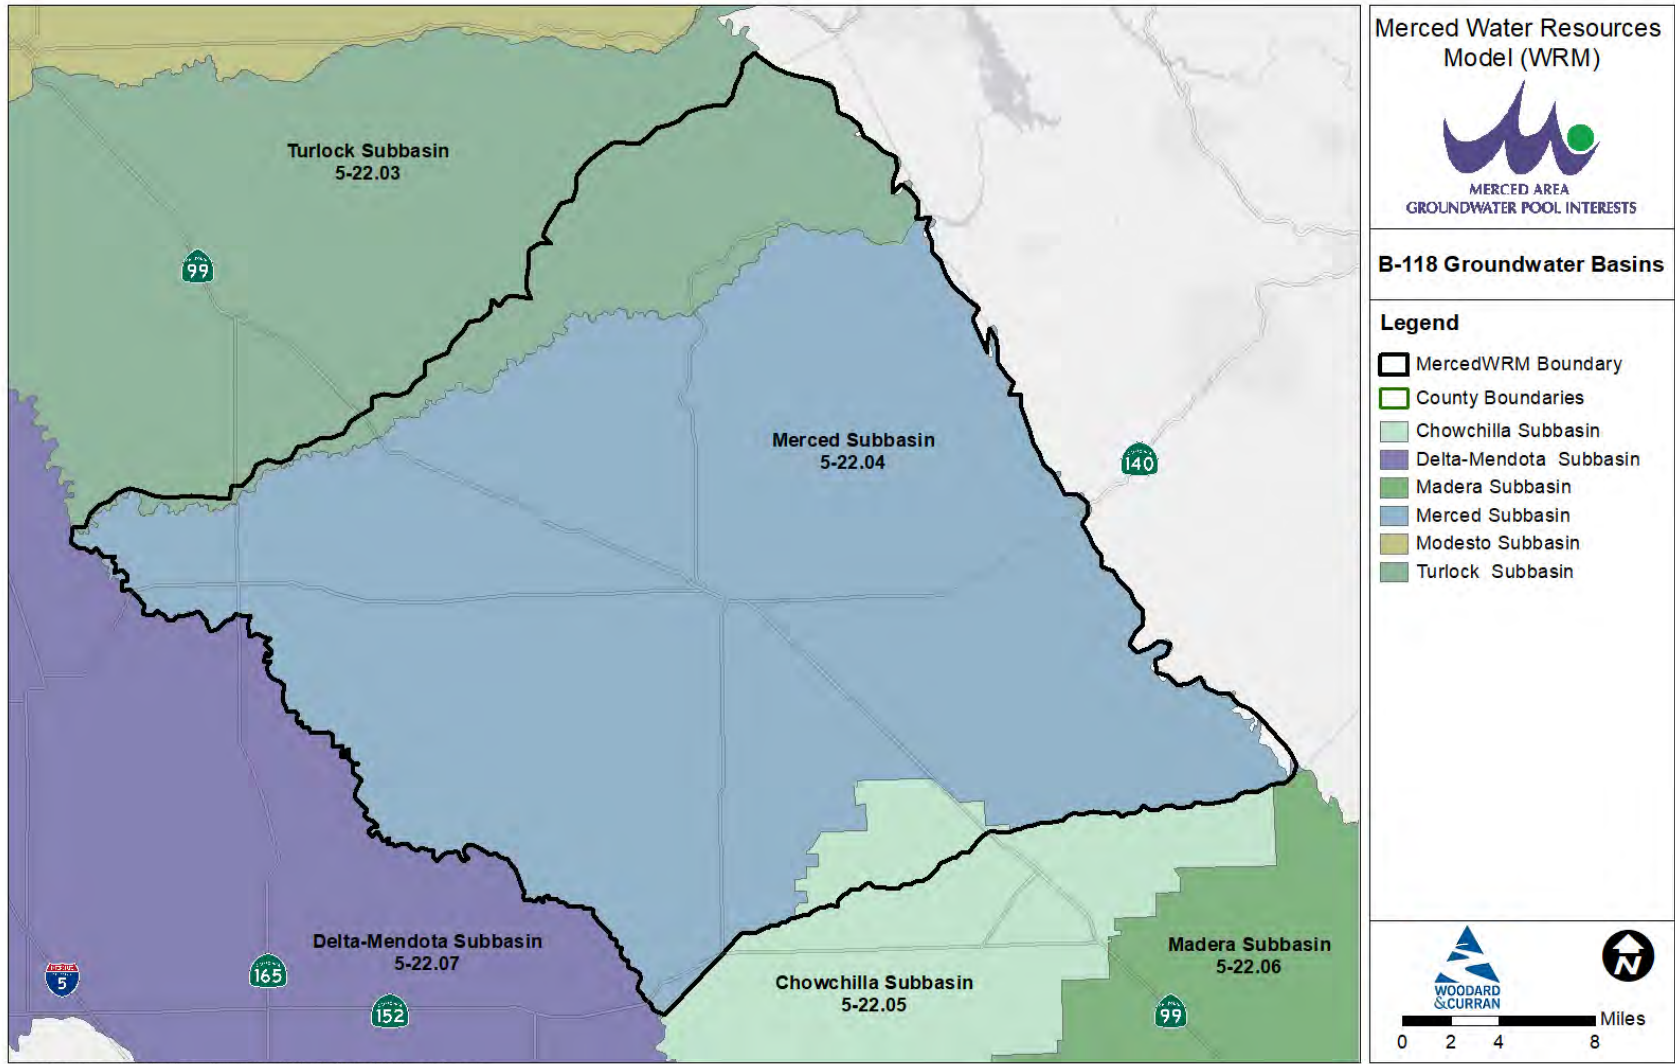 Turlock Subbasin
5-22.03
99
Merced Subbasin
5-22.04
140
Delta-Mendota Subbasin
5-22.07
5
165
152
Chowchilla Subbasin
5-22.05
Madera Subbasin
5-22.06
99
Merced Water Resources
Model (WRM)
MERCED AREA
GROUNDWATER POOL INTERESTS
B-118 Groundwater Basins
Legend
MercedWRM Boundary
County Boundaries
Chowchilla Subbasin
Delta-Mendota Subbasin
Madera Subbasin
Merced Subbasin
Modesto Subbasin
Turlock Subbasin
WOODARD
&CURRAN
N
Miles
0 2 4 8